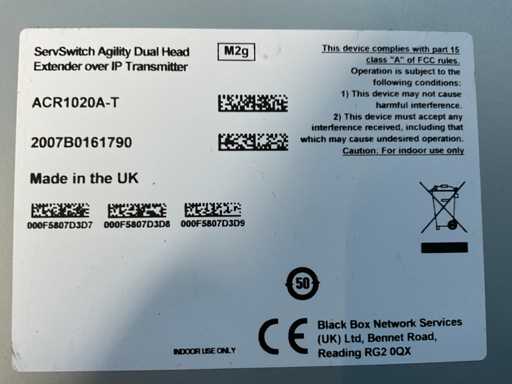 ServSwitch Agility Dual Head
Extender over IP Transmitter
M2g
ACR1020A-T
2007B0161790
Made in the UK
000F5807D3D7 000F5807D3D8 000F5807D3D9
This device complies with part 15
class "A" of FCC rules.
Operation is subject to the
following conditions:
1) This device may not cause
harmful interference.
2) This device must accept any
interference received, including that
which may cause undesired operation.
Caution: For indoor use only
50
CE
INDOOR USE ONLY
Black Box Network Services
(UK) Ltd, Bennet Road,
Reading RG2 0QX